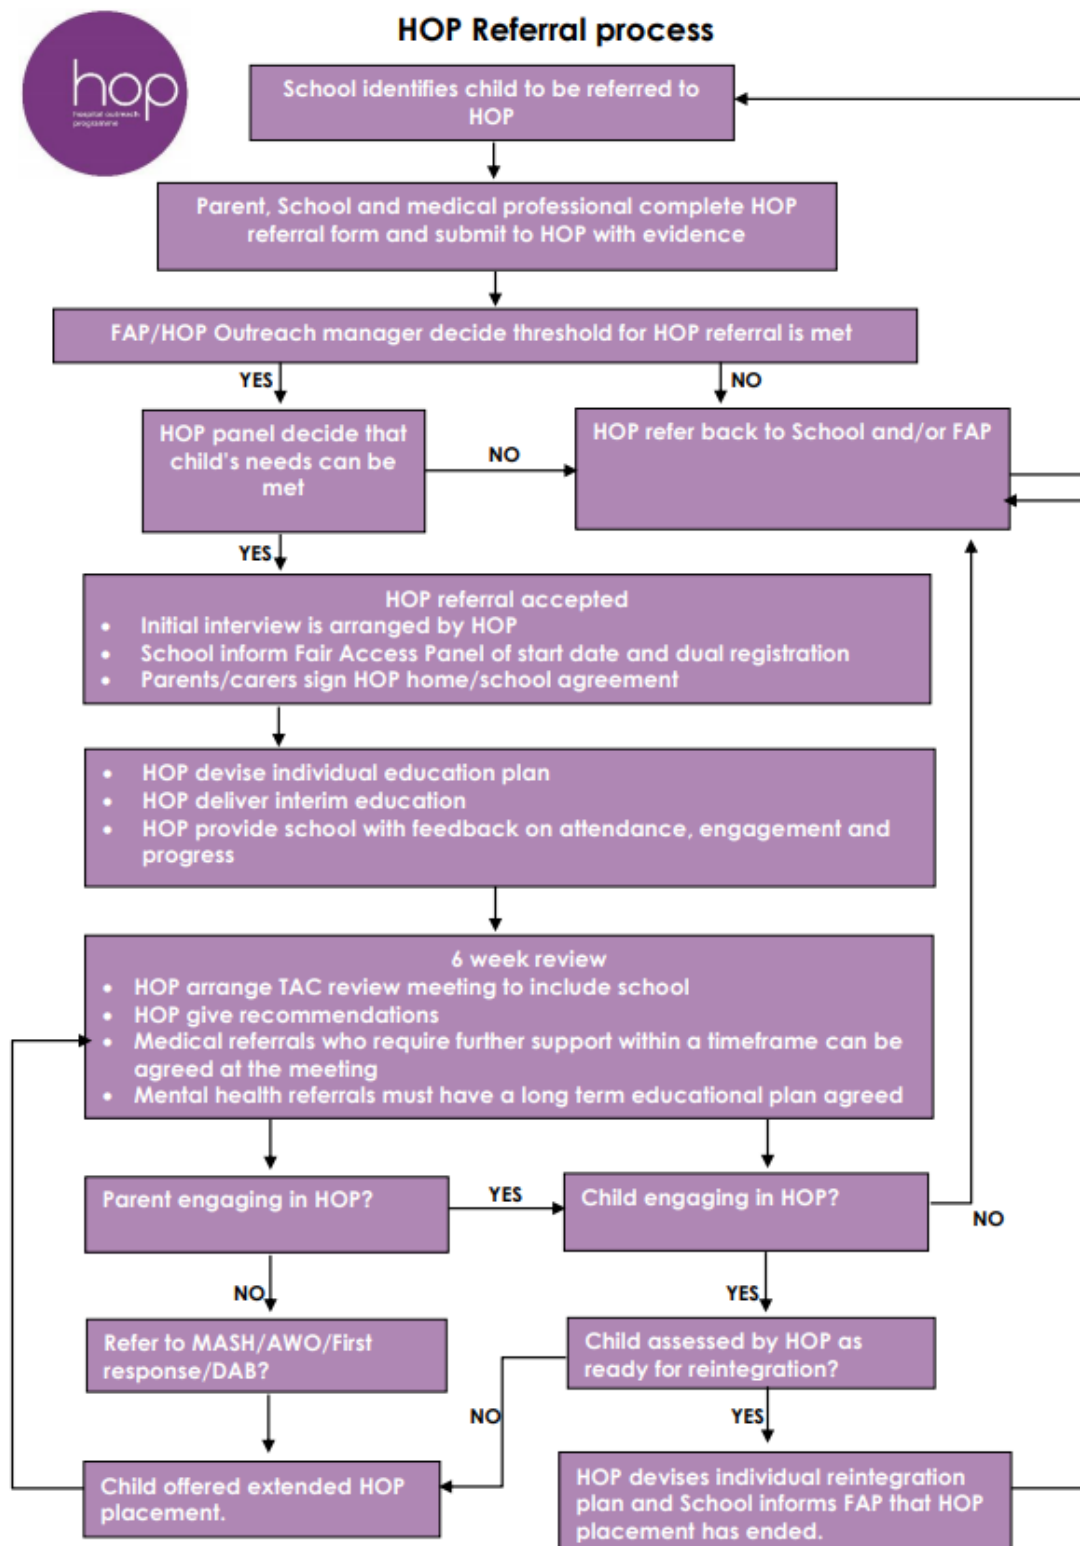 HOP Referral process
hop
hospital outreach
programme
School identifies child to be referred to
HOP
Parent, School and medical professional complete HOP
referral form and submit to HOP with evidence
FAP/HOP Outreach manager decide threshold for HOP referral is met
YES
NO
HOP panel decide that
child's needs can be
met
NO
HOP refer back to School and/or FAP
YES
HOP referral accepted
• Initial interview is arranged by HOP
• School inform Fair Access Panel of start date and dual registration
• Parents/carers sign HOP home/school agreement
• HOP devise individual education plan
• HOP deliver interim education
• HOP provide school with feedback on attendance, engagement and
progress
6 week review
• HOP arrange TAC review meeting to include school
• HOP give recommendations
• Medical referrals who require further support within a timeframe can be
agreed at the meeting
• Mental health referrals must have a long term educational plan agreed
Parent engaging in HOP?
YES
Child engaging in HOP?
NO
NO
YES
Refer to MASH/AWO/First
response/DAB?
Child assessed by HOP as
ready for reintegration?
NO
YES
Child offered extended HOP
placement.
HOP devises individual reintegration
plan and School informs FAP that HOP
placement has ended.